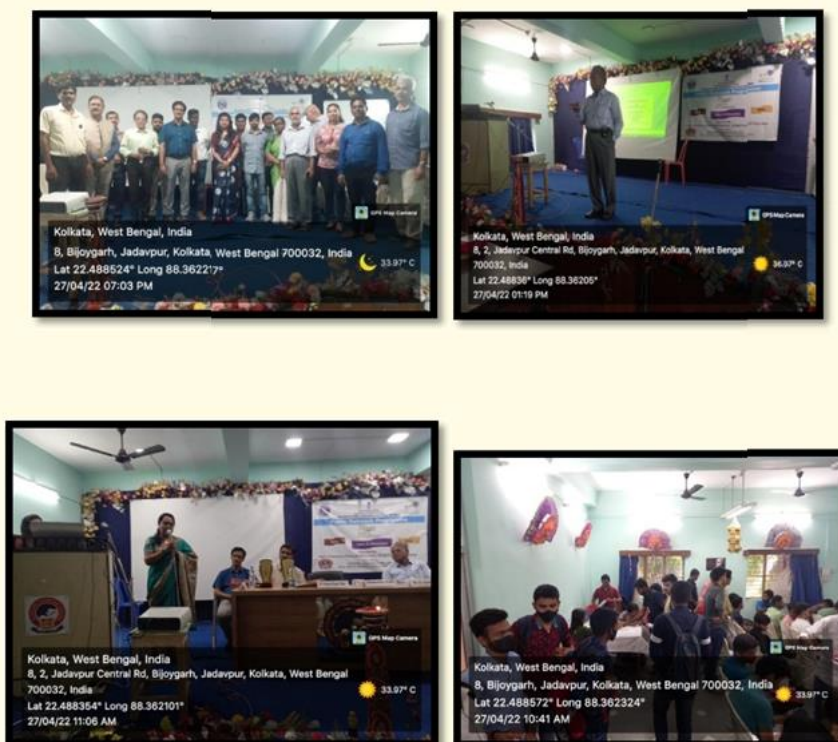 GPS Map Camera
Kolkata, West Bengal, India
8, Bijoygarh, Jadavpur, Kolkata, West Bengal 700032, India
Lat 22.488524° Long 88.362217°
27/04/22 07:03 PM
33.97° C
GPS Map Camera
Kolkata, West Bengal, India
8, 2, Jadavpur Central Rd, Bijoygarh, Jadavpur, Kolkata, West Bengal
700032, India
Lat 22.48836° Long 88.36205°
27/04/22 01:19 PM
36.97° C
GPS Map Camera
Kolkata, West Bengal, India
8, 2, Jadavpur Central Rd, Bijoygarh, Jadavpur, Kolkata, West Bengal
700032, India
Lat 22.488354° Long 88.362101°
27/04/22 11:06 AM
33.97° C
GPS Map Camera
Kolkata, West Bengal, India
8, Bijoygarh, Jadavpur, Kolkata, West Bengal 700032, India
Lat 22.488572° Long 88.362324°
27/04/22 10:41 AM
33.97° C